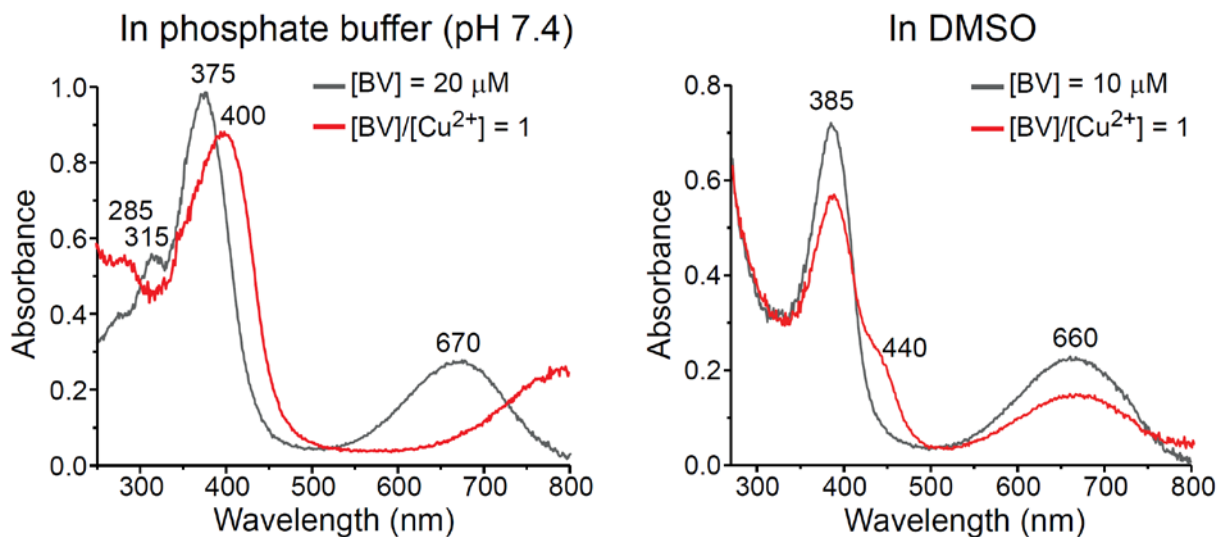 In phosphate buffer (pH 7.4)
375
400
285
315
670
[BV] = 20 μM
[BV]/[Cu²⁺] = 1
1.0
0.8
0.6
0.4
0.2
0.0
Absorbance
300 400 500 600 700 800
Wavelength (nm)
In DMSO
385
440
660
[BV] = 10 μM
[BV]/[Cu²⁺] = 1
0.8
0.6
0.4
0.2
0.0
Absorbance
300 400 500 600 700 800
Wavelength (nm)